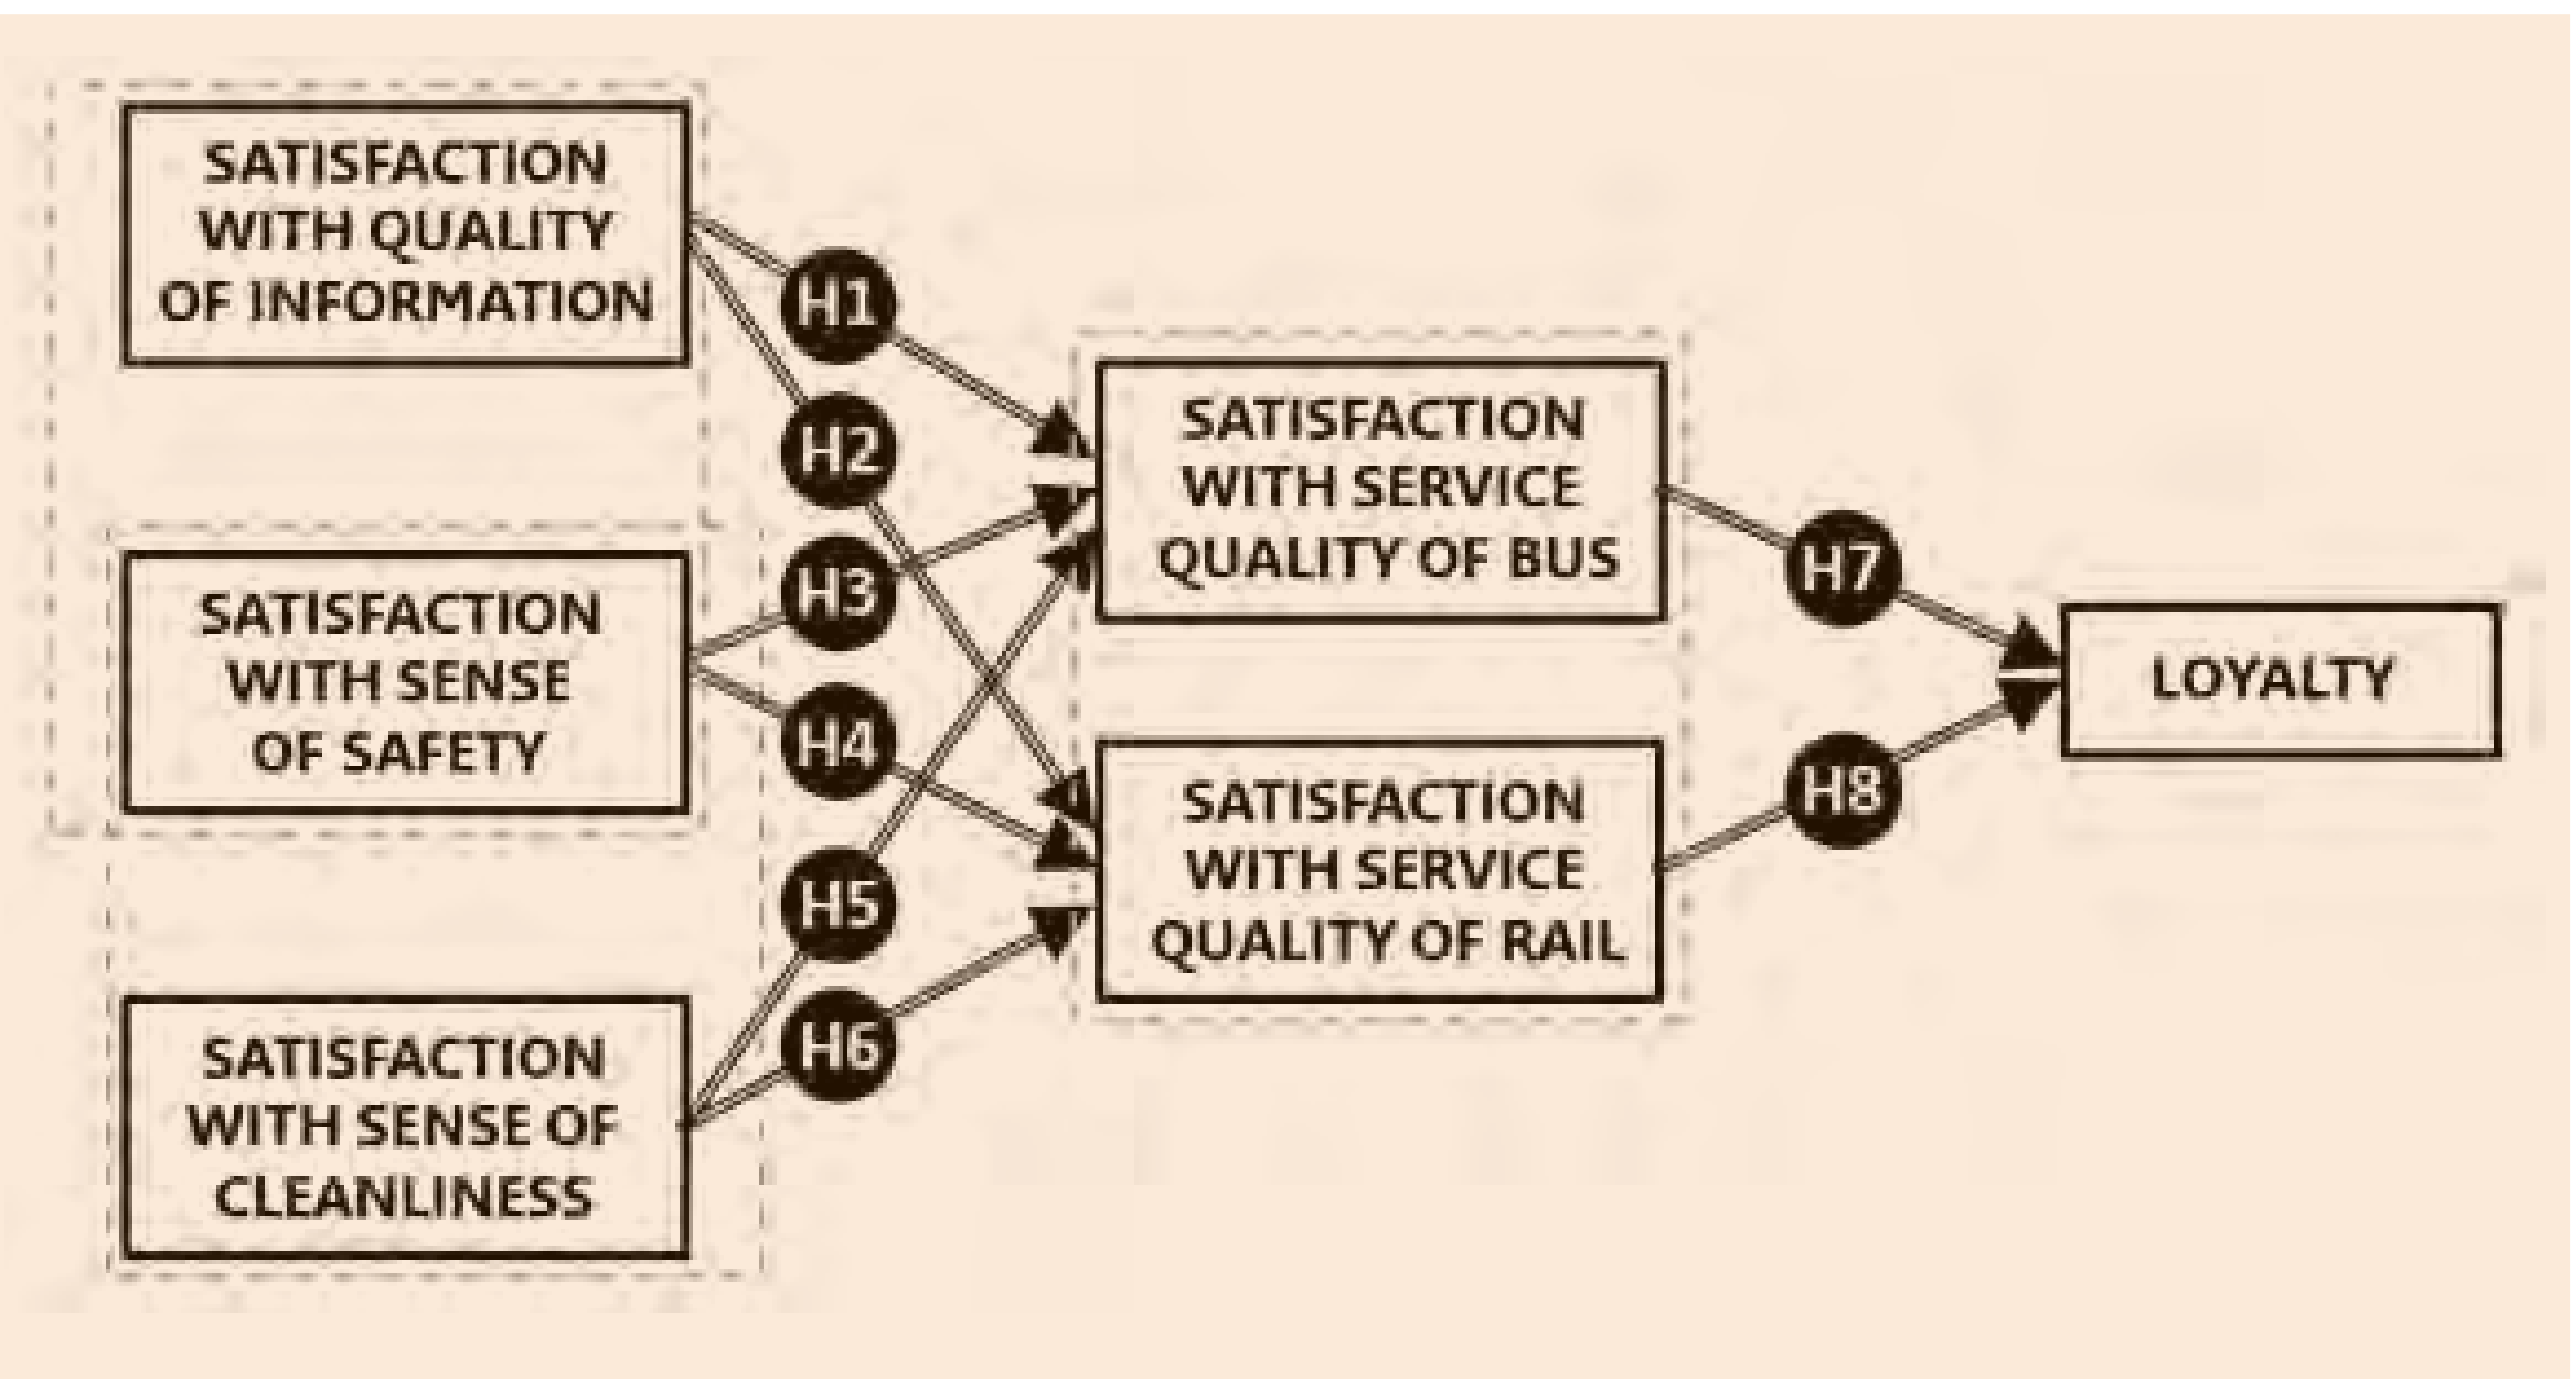 SATISFACTION
WITH QUALITY
OF INFORMATION
SATISFACTION
WITH SENSE
OF SAFETY
SATISFACTION
WITH SENSE OF
CLEANLINESS
H1
H2
H3
H4
H5
H6
SATISFACTION
WITH SERVICE
QUALITY OF BUS
SATISFACTION
WITH SERVICE
QUALITY OF RAIL
H7
H8
LOYALTY